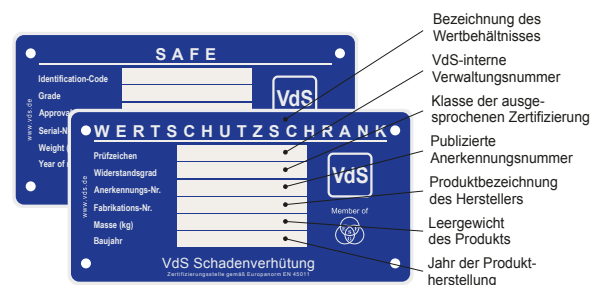 SAFE
Identification-Code
Grade
Approva
Serial-N
Weight (
Year of
www.vds.de
VdS
WERTSCHUTZSCHRANK
Prüfzeichen
Widerstandsgrad
Anerkennungs-Nr.
Fabrikations-Nr.
Masse (kg)
Baujahr
www.vds.de
VdS
Member of
VdS Schadenverhütung
Zertifizierungsstelle gemäß Europanorm EN 45011
Bezeichnung des
Wertbehältnisses
VdS-interne
Verwaltungsnummer
Klasse der ausge-
sprochenen Zertifizierung
Publizierte
Anerkennungsnummer
Produktbezeichnung
des Herstellers
Leergewicht
des Produkts
Jahr der Produkt-
herstellung